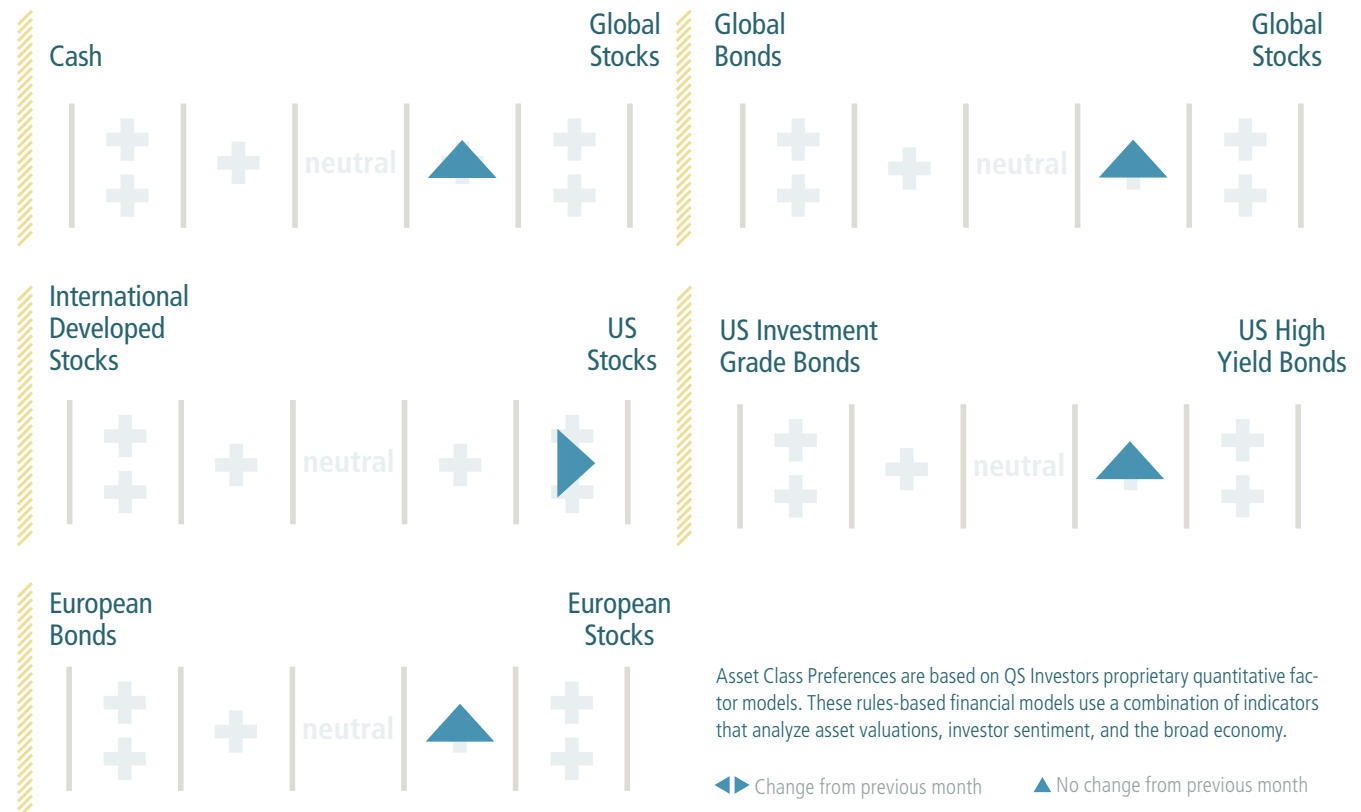 Cash
Global
Stocks
neutral
Global
Bonds
Global
Stocks
neutral
International
Developed
Stocks
US
Stocks
neutral
US Investment
Grade Bonds
US High
Yield Bonds
neutral
European
Bonds
European
Stocks
neutral
Asset Class Preferences are based on QS Investors proprietary quantitative fac-
tor models. These rules-based financial models use a combination of indicators
that analyze asset valuations, investor sentiment, and the broad economy.
Change from previous month
No change from previous month